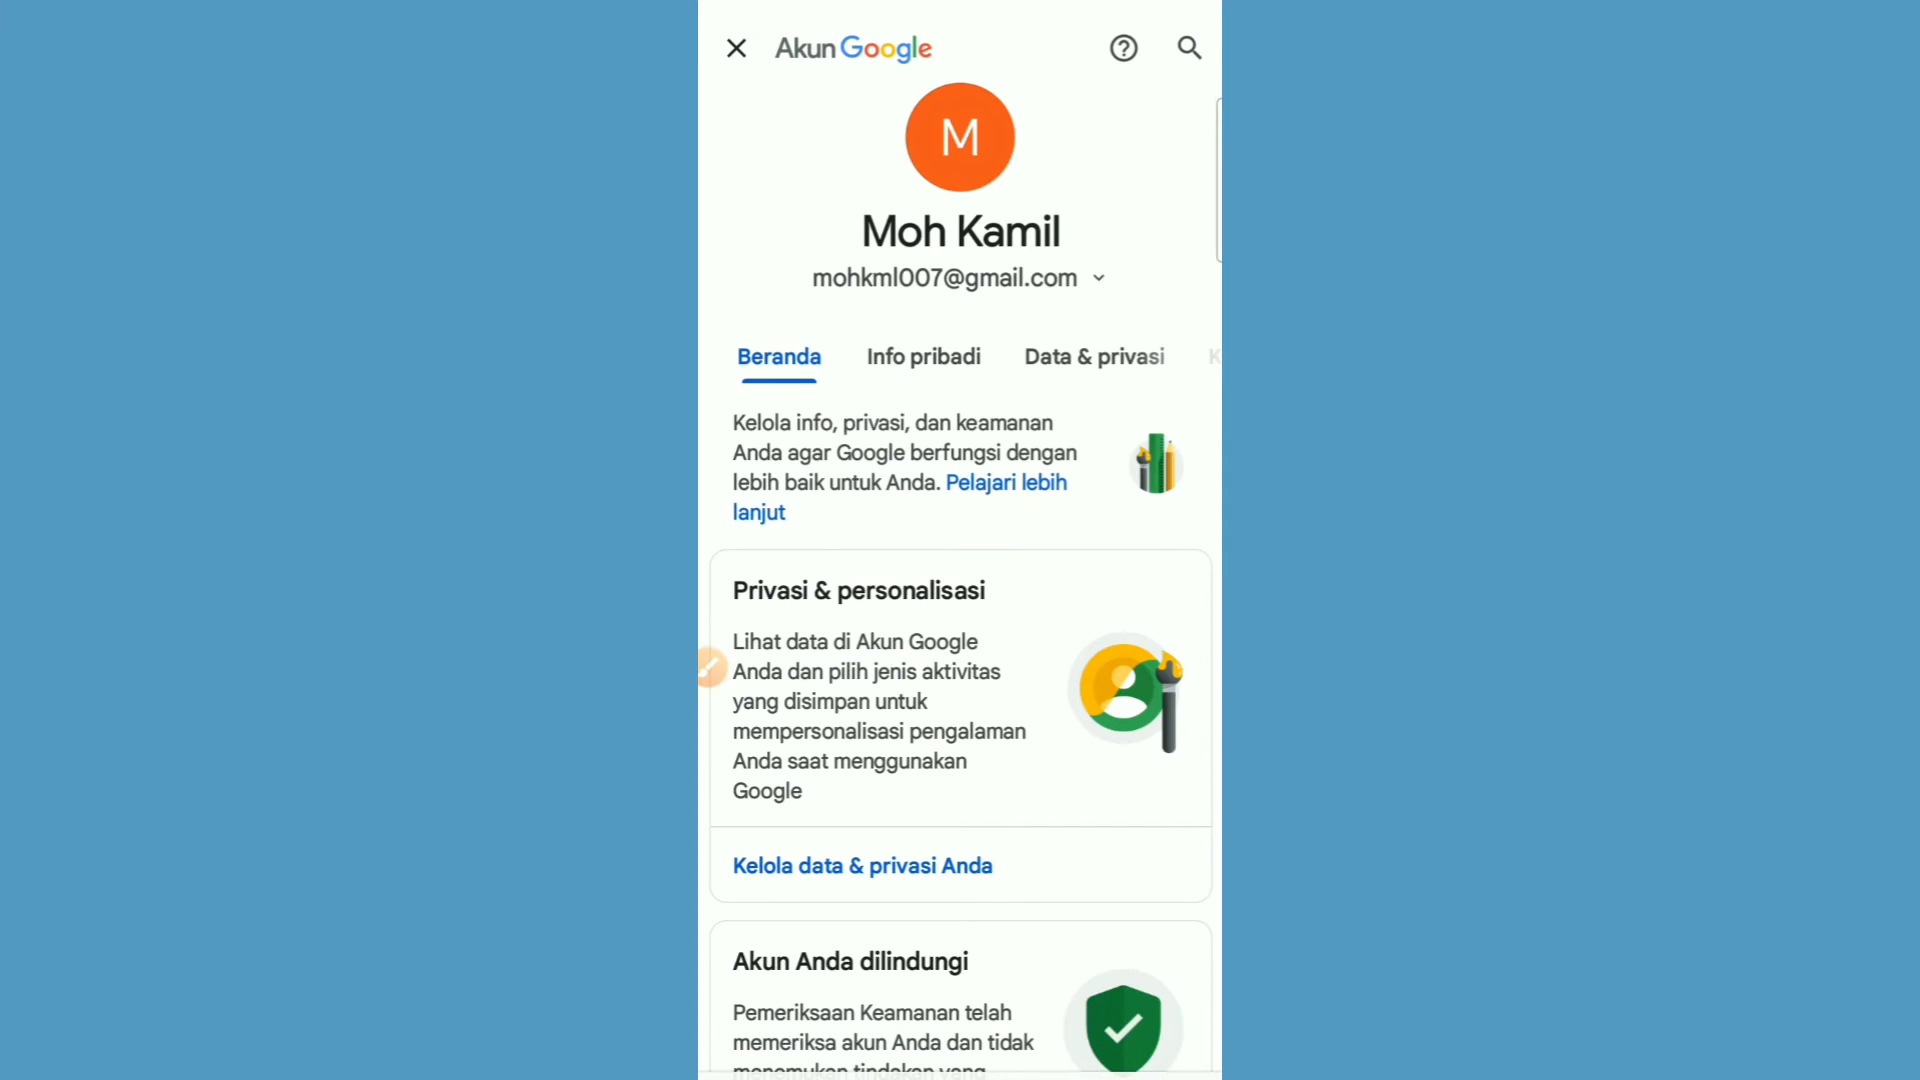 Akun Google
M
Moh Kamil
mohkml007@gmail.com
Beranda Info pribadi Data & privasi K
Kelola info, privasi, dan keamanan
Anda agar Google berfungsi dengan
lebih baik untuk Anda. Pelajari lebih
lanjut
Privasi & personalisasi
Lihat data di Akun Google
Anda dan pilih jenis aktivitas
yang disimpan untuk
mempersonalisasi pengalaman
Anda saat menggunakan
Google
Kelola data & privasi Anda
Akun Anda dilindungi
Pemeriksaan Keamanan telah
memeriksa akun Anda dan tidak
menemukan tindakan yang